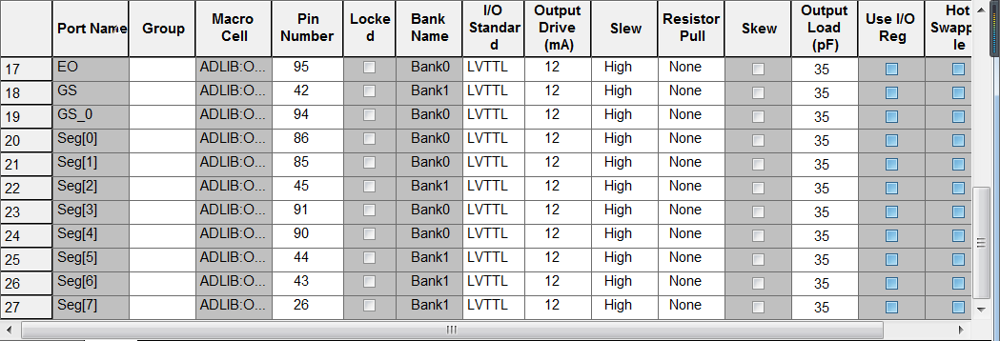 Port Name Group Macro Cell Pin Number Locke d Bank Name I/O Standar d Output Drive (mA) Slew Resistor Pull Skew Output Load (pF) Use I/O Reg Hot Swapp le
17 EO ADLIB:O... 95 Bank0 LVTTL 12 High None 35
18 GS ADLIB:O... 42 Bank1 LVTTL 12 High None 35
19 GS_0 ADLIB:O... 94 Bank0 LVTTL 12 High None 35
20 Seg[0] ADLIB:O... 86 Bank0 LVTTL 12 High None 35
21 Seg[1] ADLIB:O... 85 Bank0 LVTTL 12 High None 35
22 Seg[2] ADLIB:O... 45 Bank1 LVTTL 12 High None 35
23 Seg[3] ADLIB:O... 91 Bank0 LVTTL 12 High None 35
24 Seg[4] ADLIB:O... 90 Bank0 LVTTL 12 High None 35
25 Seg[5] ADLIB:O... 44 Bank1 LVTTL 12 High None 35
26 Seg[6] ADLIB:O... 43 Bank1 LVTTL 12 High None 35
27 Seg[7] ADLIB:O... 26 Bank1 LVTTL 12 High None 35